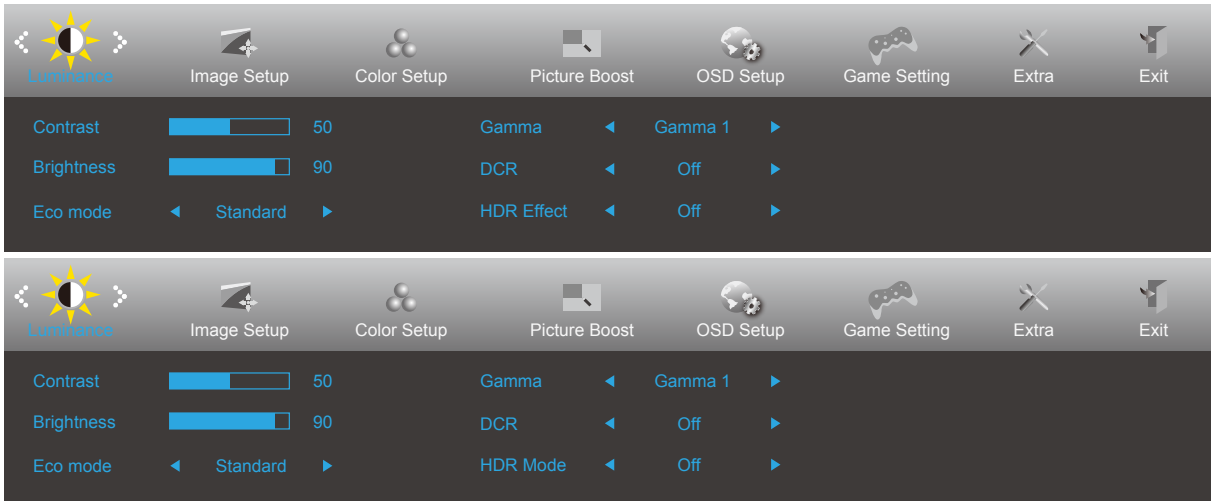 Luminance Image Setup Color Setup Picture Boost OSD Setup Game Setting Extra Exit
Contrast 50 Gamma Gamma 1
Brightness 90 DCR Off
Eco mode Standard HDR Effect Off
Luminance Image Setup Color Setup Picture Boost OSD Setup Game Setting Extra Exit
Contrast 50 Gamma Gamma 1
Brightness 90 DCR Off
Eco mode Standard HDR Mode Off